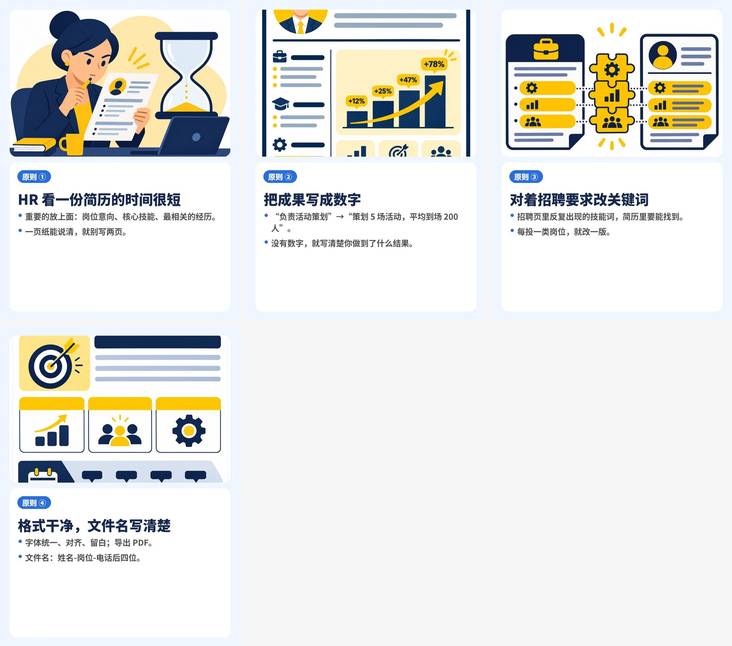 原则 ①
HR 看一份简历的时间很短
• 重要的放上面：岗位意向、核心技能、最相关的经历。
• 一页纸能说清，就别写两页。
+12%
+25%
+47%
+78%
原则 ②
把成果写成数字
• “负责活动策划”→“策划 5 场活动，平均到场 200
人”。
• 没有数字，就写清楚你做到了什么结果。
原则 ③
对着招聘要求改关键词
• 招聘页里反复出现的技能词，简历里要能找到。
• 每投一类岗位，就改一版。
原则 ④
格式干净，文件名写清楚
• 字体统一、对齐、留白；导出 PDF。
• 文件名：姓名-岗位-电话后四位。